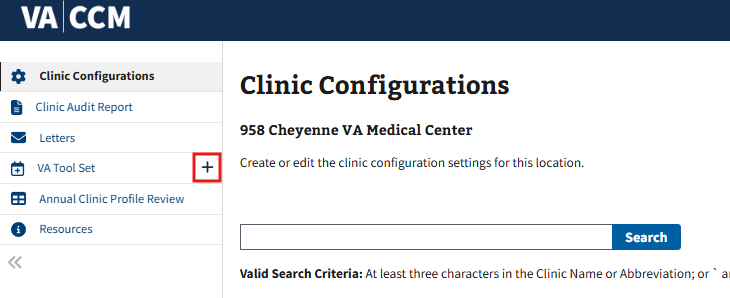 VA|CCM
Clinic Configurations
Clinic Audit Report
Letters
VA Tool Set
Annual Clinic Profile Review
Resources
Clinic Configurations
958 Cheyenne VA Medical Center
Create or edit the clinic configuration settings for this location.
Search
Valid Search Criteria: At least three characters in the Clinic Name or Abbreviation; or `